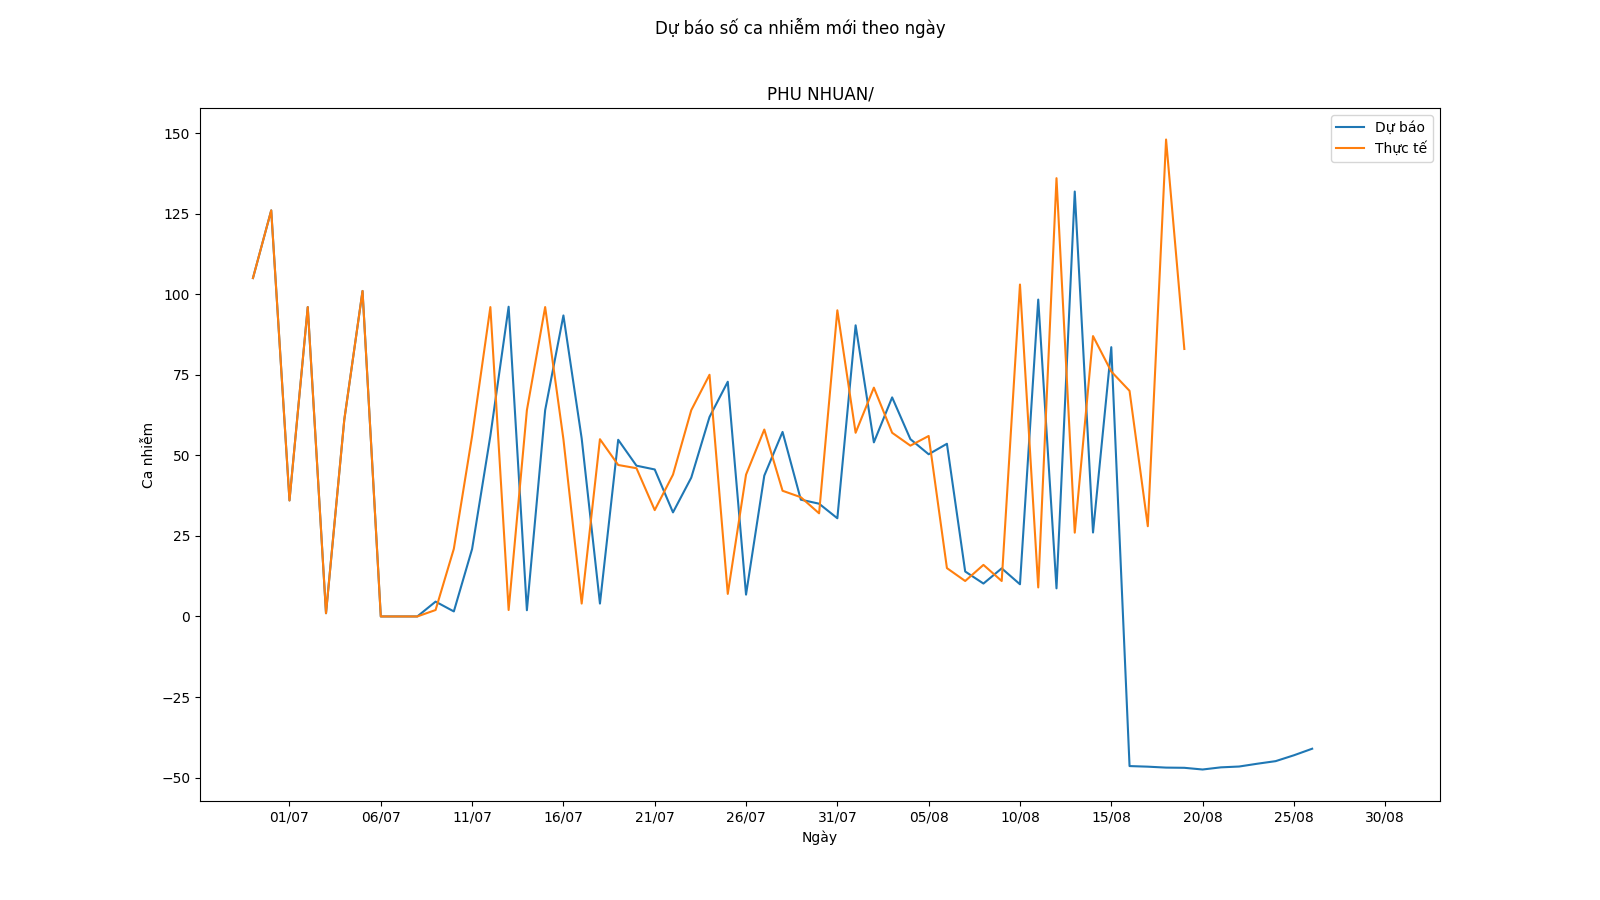 Dự báo số ca nhiễm mới theo ngày
PHU NHUAN/
Dự báo
Thực tế
150
125
100
75
50
25
0
−25
−50
Ca nhiễm
01/07 06/07 11/07 16/07 21/07 26/07 31/07 05/08 10/08 15/08 20/08 25/08 30/08
Ngày